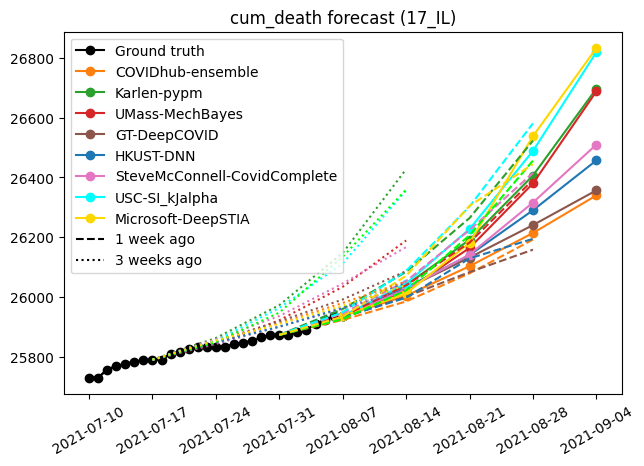 cum_death forecast (17_IL)
26800
26600
26400
26200
26000
25800
Ground truth
COVIDhub-ensemble
Karlen-pypm
UMass-MechBayes
GT-DeepCOVID
HKUST-DNN
SteveMcConnell-CovidComplete
USC-SI_kJalpha
Microsoft-DeepSTIA
1 week ago
3 weeks ago
2021-07-10
2021-07-17
2021-07-24
2021-07-31
2021-08-07
2021-08-14
2021-08-21
2021-08-28
2021-09-04